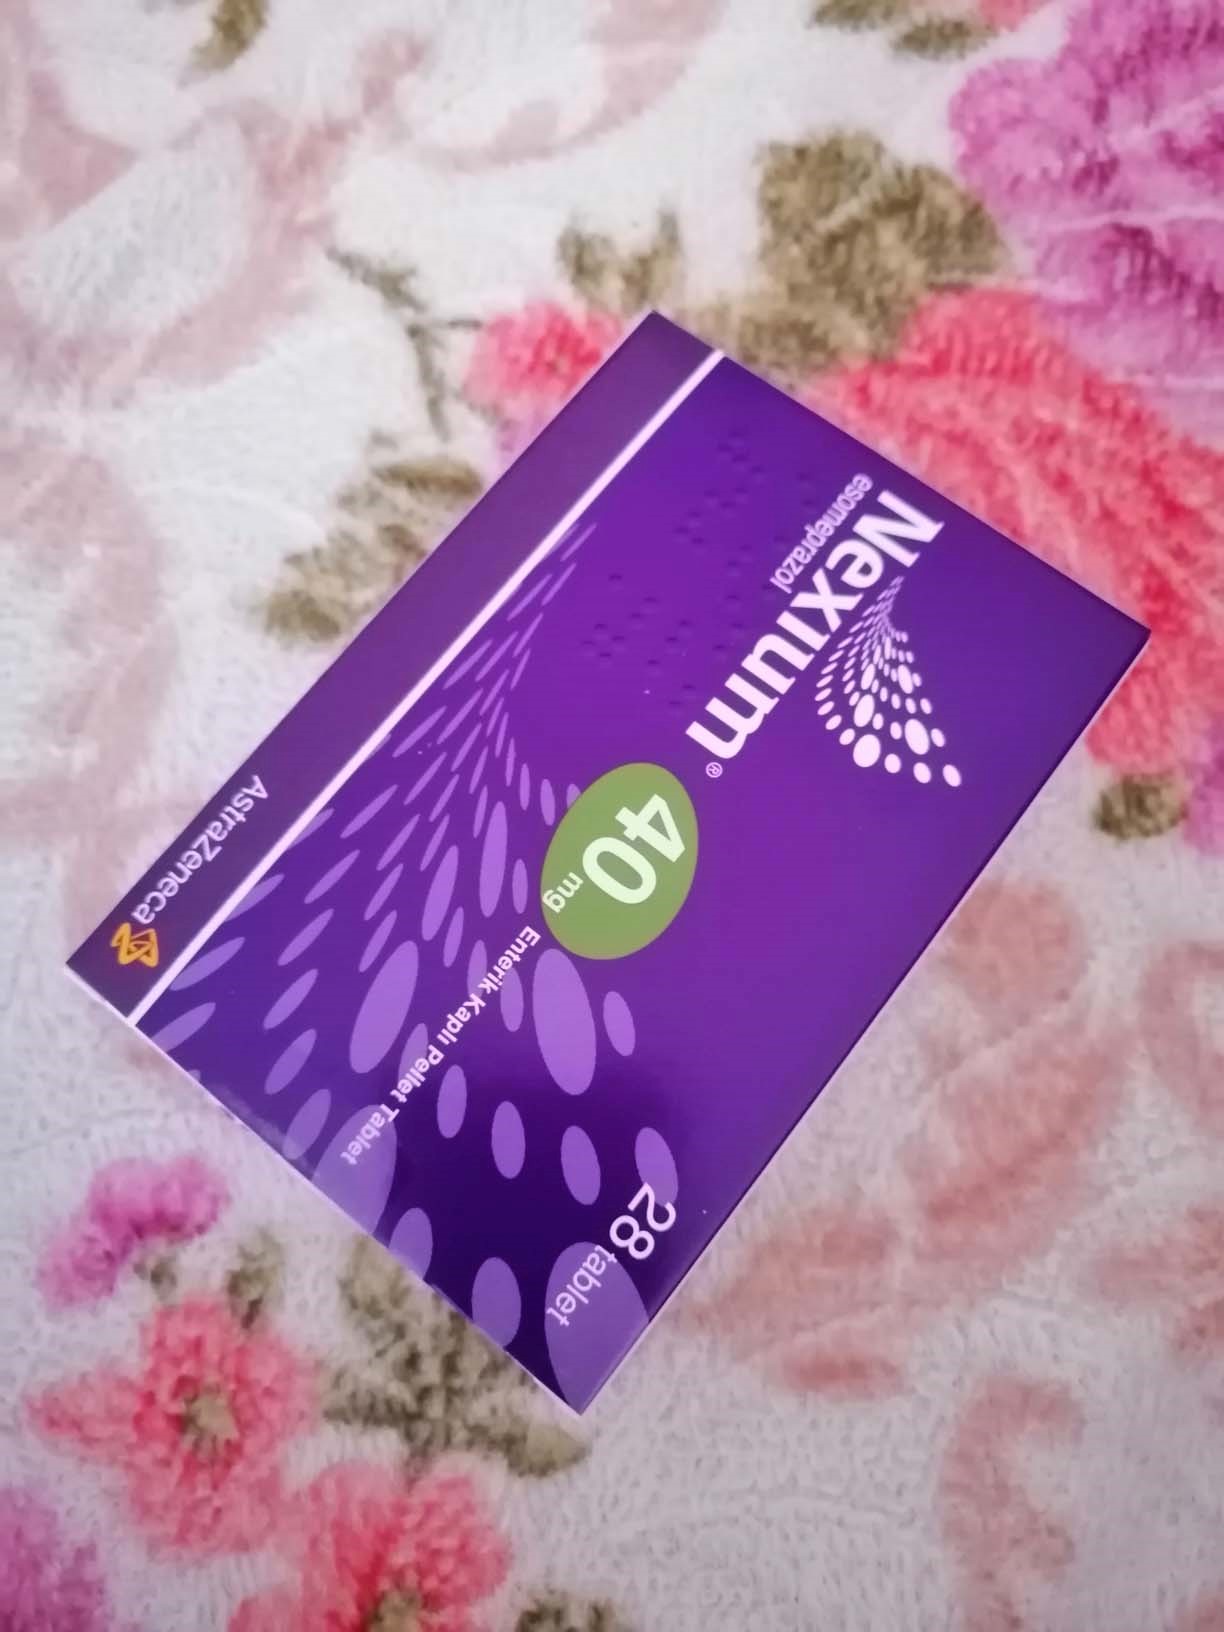 Nexium®
esomeprazol
40 mg
Enterik Kaplı Pellet Tablet
28 tablet
AstraZeneca